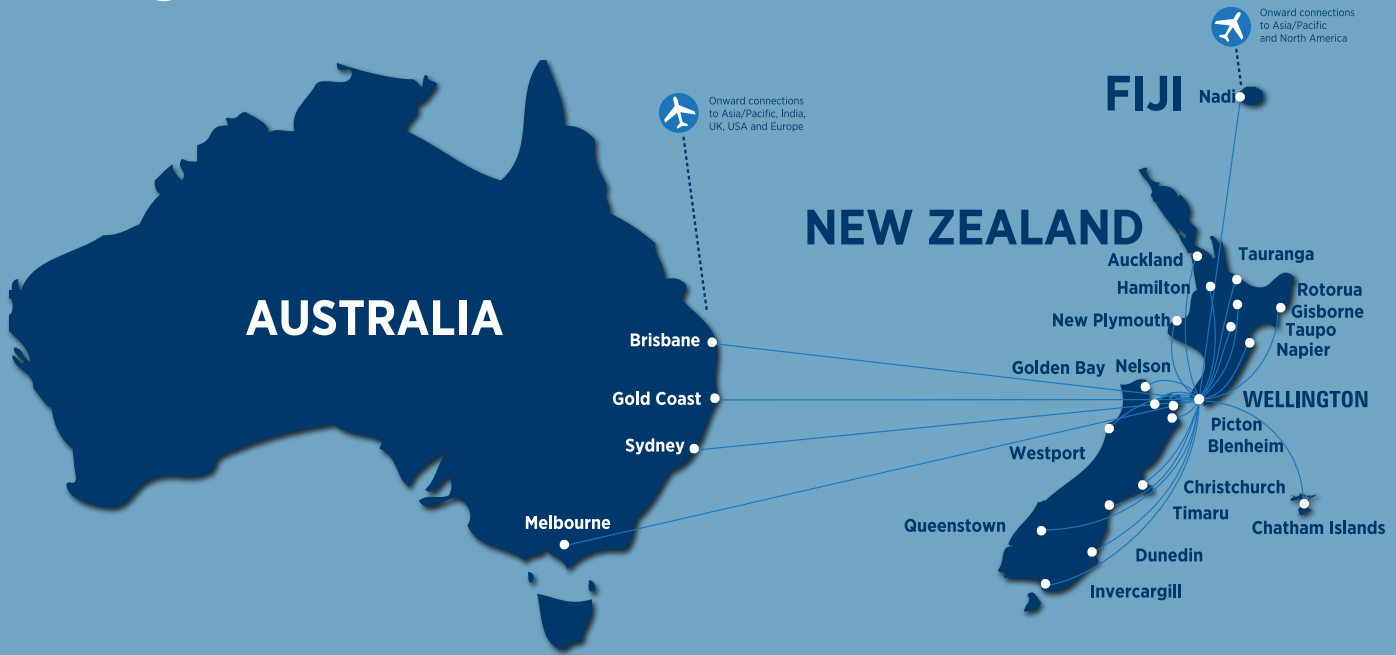 Onward connections
to Asia/Pacific
and North America
FIJI
Nadi
Onward connections
to Asia/Pacific, India,
UK, USA and Europe
NEW ZEALAND
Auckland
Tauranga
Hamilton
Rotorua
Gisborne
New Plymouth
Taupo
Napier
AUSTRALIA
Brisbane
Golden Bay
Nelson
Gold Coast
WELLINGTON
Sydney
Picton
Blenheim
Westport
Christchurch
Timaru
Melbourne
Queenstown
Chatham Islands
Dunedin
Invercargill